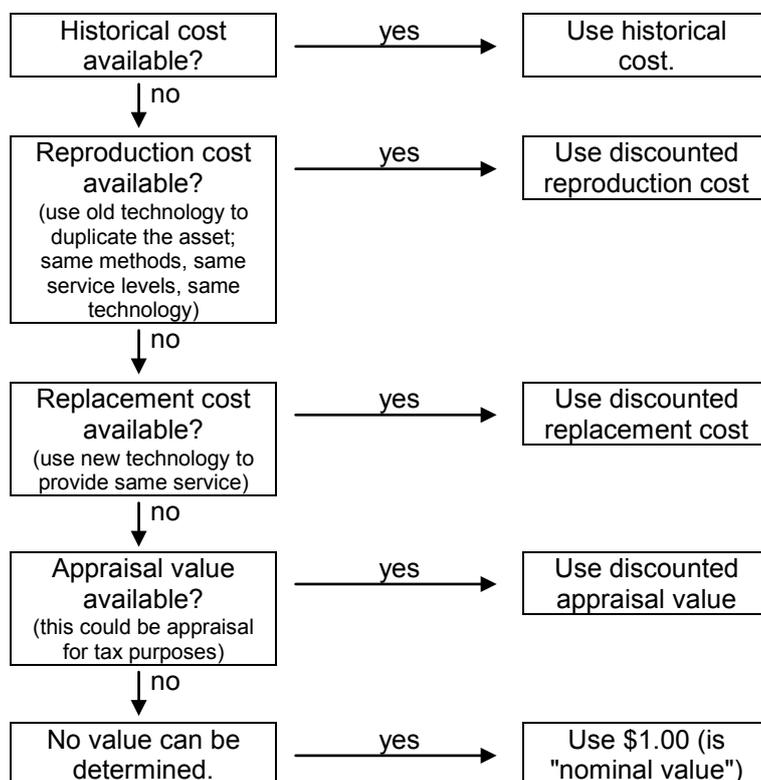 Historical cost
available?
yes
Use historical
cost.
no
Reproduction cost
available?
(use old technology to
duplicate the asset;
same methods, same
service levels, same
technology)
yes
Use discounted
reproduction cost
no
Replacement cost
available?
(use new technology to
provide same service)
yes
Use discounted
replacement cost
no
Appraisal value
available?
(this could be appraisal
for tax purposes)
yes
Use discounted
appraisal value
no
No value can be
determined.
yes
Use $1.00 (is
"nominal value")